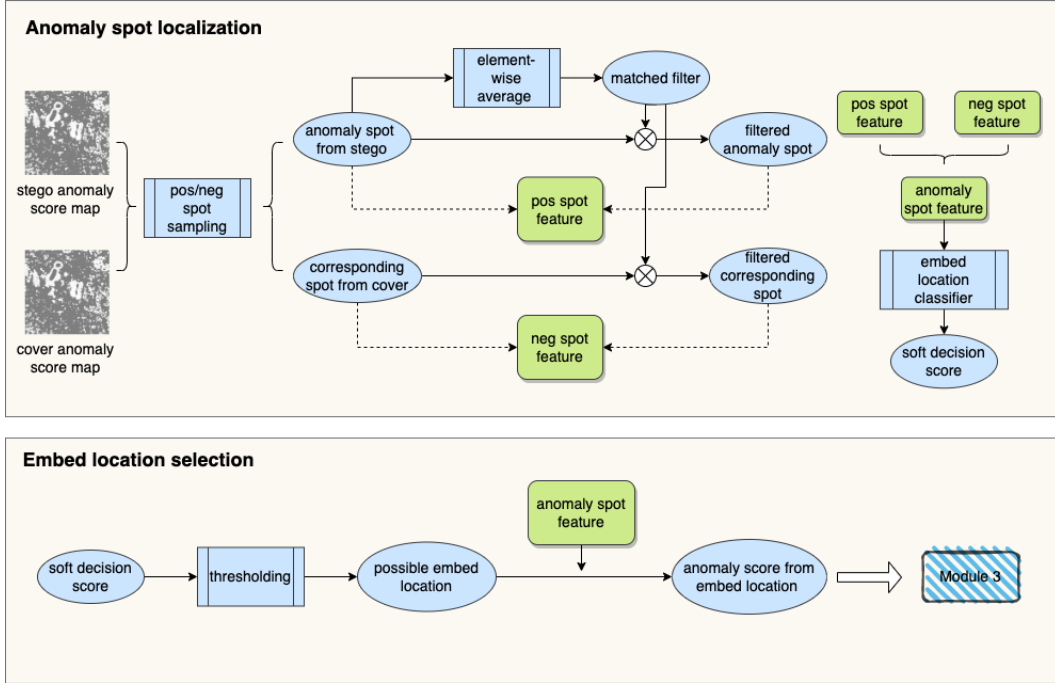 Anomaly spot localization
element-
wise
average
matched filter
pos spot
feature
neg spot
feature
anomaly spot
from stego
filtered
anomaly spot
stego anomaly
score map
pos/neg
spot
sampling
pos spot
feature
anomaly
spot feature
corresponding
spot from cover
filtered
corresponding
spot
embed
location
classifier
neg spot
feature
cover anomaly
score map
soft decision
score
Embed location selection
anomaly spot
feature
soft decision
score
thresholding
possible embed
location
anomaly score from
embed location
Module 3